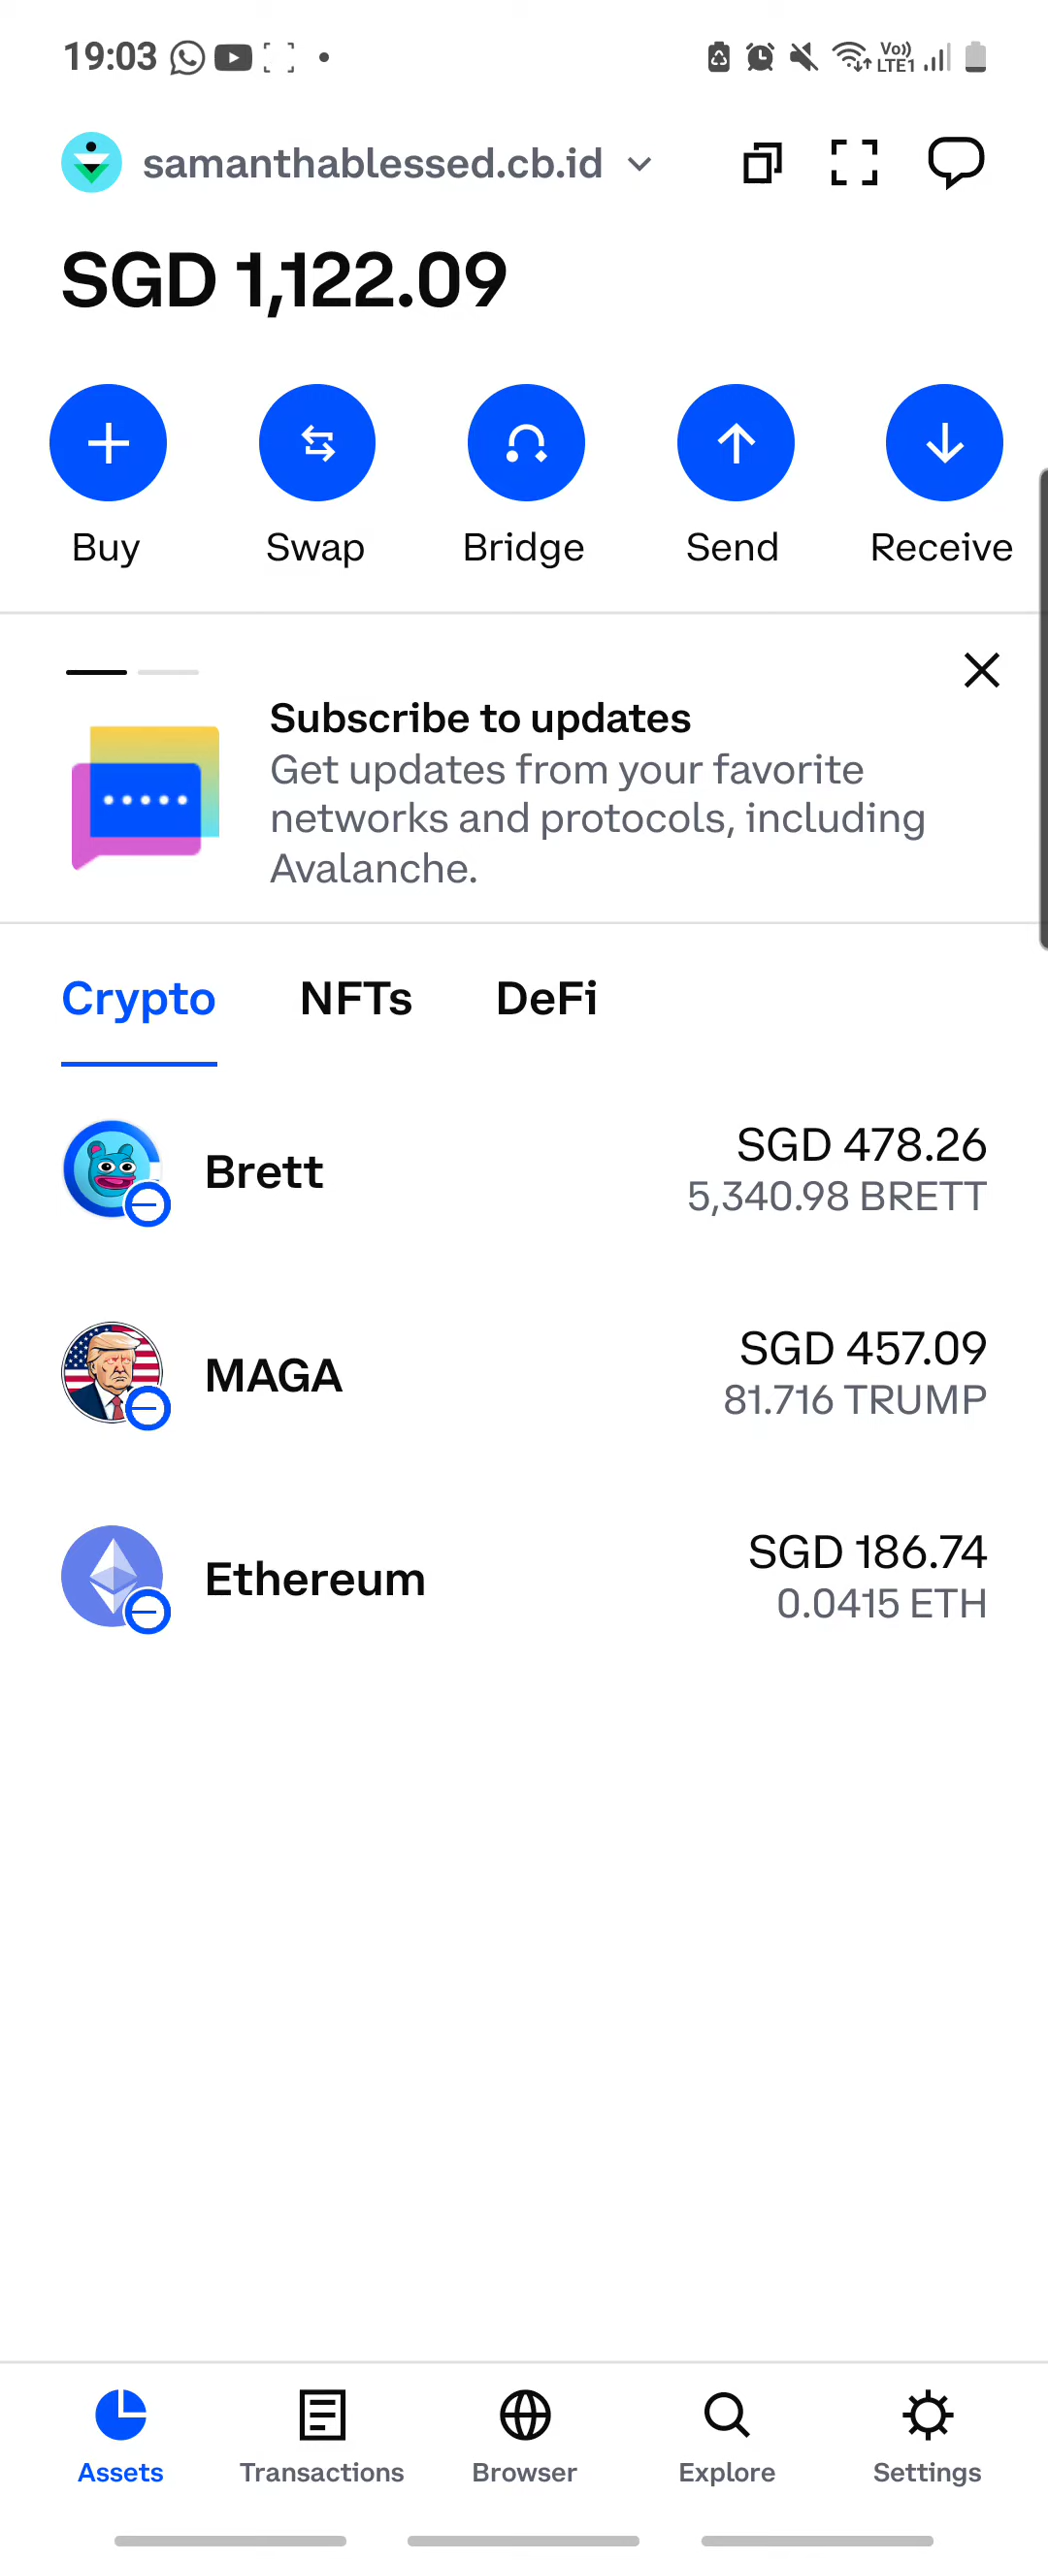 19:03
Vo))
LTE1
samanthablessed.cb.id
SGD 1,122.09
Buy
Swap
Bridge
Send
Receive
Subscribe to updates
Get updates from your favorite
networks and protocols, including
Avalanche.
Crypto
NFTs
DeFi
Brett
SGD 478.26
5,340.98 BRETT
MAGA
SGD 457.09
81.716 TRUMP
Ethereum
SGD 186.74
0.0415 ETH
Assets
Transactions
Browser
Explore
Settings